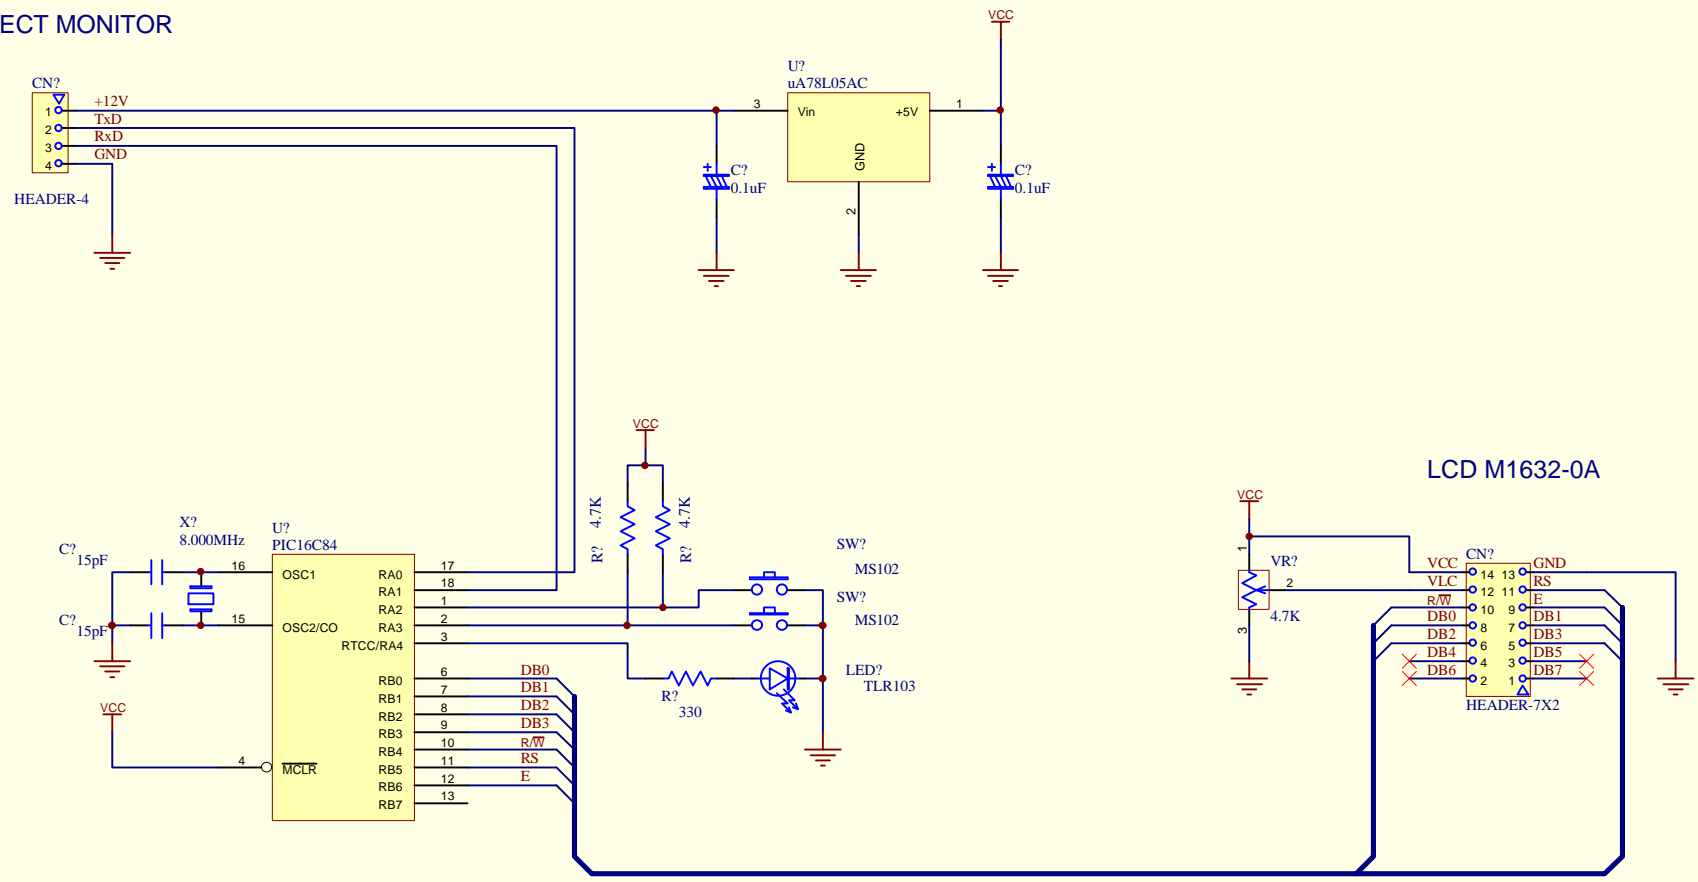 ECT MONITOR
VCC
CN?
1 +12V
2 TxD
3 RxD
4 GND
HEADER-4
U?
uA78L05AC
3 Vin +5V 1
GND
2
C?
0.1uF
C?
0.1uF
VCC
4.7K
R?
4.7K
R?
X?
8.000MHz
C?
15pF
C?
15pF
U?
PIC16C84
16 OSC1 RA0 17
RA1 18
RA2 1
15 OSC2/CO RA3 2
RTCC/RA4 3
RB0 6 DB0
RB1 7 DB1
RB2 8 DB2
RB3 9 DB3
RB4 10 R/W
4 MCLR RB5 11 RS
RB6 12 E
RB7 13
VCC
SW?
MS102
SW?
MS102
LED?
TLR103
R?
330
LCD M1632-0A
VCC
1
VR?
2
4.7K
3
CN?
VCC 14 13 GND
VLC 12 11 RS
R/W 10 9 E
DB0 8 7 DB1
DB2 6 5 DB3
DB4 4 3 DB5
DB6 2 1 DB7
HEADER-7X2